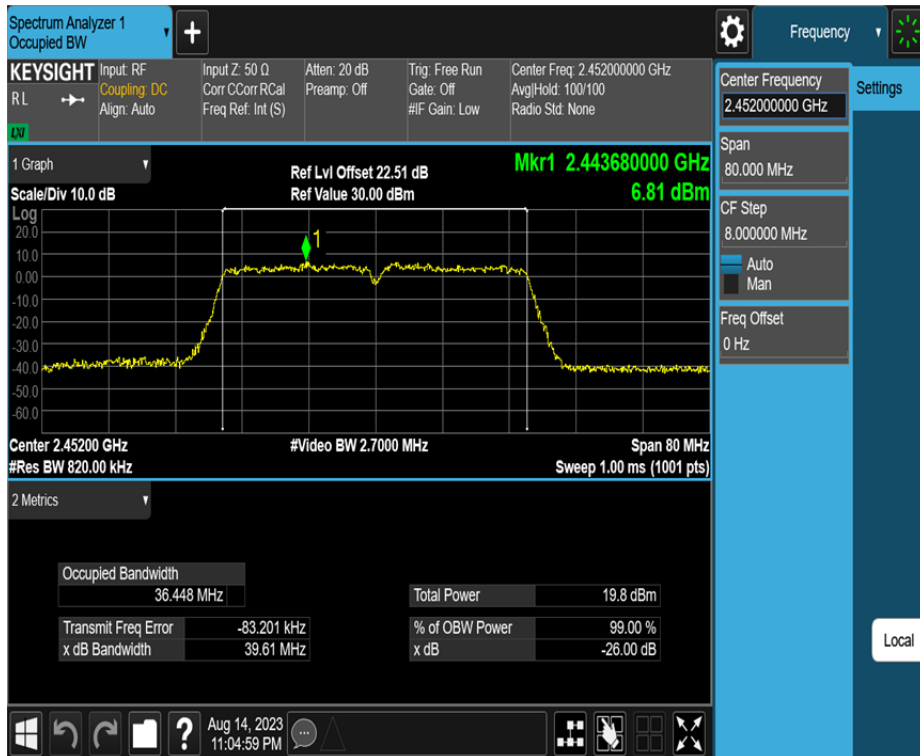 Spectrum Analyzer 1
Occupied BW
+
Frequency
KEYSIGHT
R L
LXI
Input: RF
Coupling: DC
Align: Auto
Input Z: 50 Ω
Corr CCorr RCal
Freq Ref: Int (S)
Atten: 20 dB
Preamp: Off
Trig: Free Run
Gate: Off
#IF Gain: Low
Center Freq: 2.452000000 GHz
Avg|Hold: 100/100
Radio Std: None
Center Frequency
2.452000000 GHz
Settings
Span
80.000 MHz
CF Step
8.000000 MHz
Auto
Man
Freq Offset
0 Hz
1 Graph
Scale/Div 10.0 dB
Ref Lvl Offset 22.51 dB
Ref Value 30.00 dBm
Mkr1 2.443680000 GHz
6.81 dBm
Log
20.0
10.0
0.00
-10.0
-20.0
-30.0
-40.0
-50.0
-60.0
1
Center 2.45200 GHz
#Res BW 820.00 kHz
#Video BW 2.7000 MHz
Span 80 MHz
Sweep 1.00 ms (1001 pts)
2 Metrics
Occupied Bandwidth
36.448 MHz
Total Power 19.8 dBm
Transmit Freq Error -83.201 kHz
% of OBW Power 99.00 %
x dB Bandwidth 39.61 MHz
x dB -26.00 dB
Local
?
Aug 14, 2023
11:04:59 PM